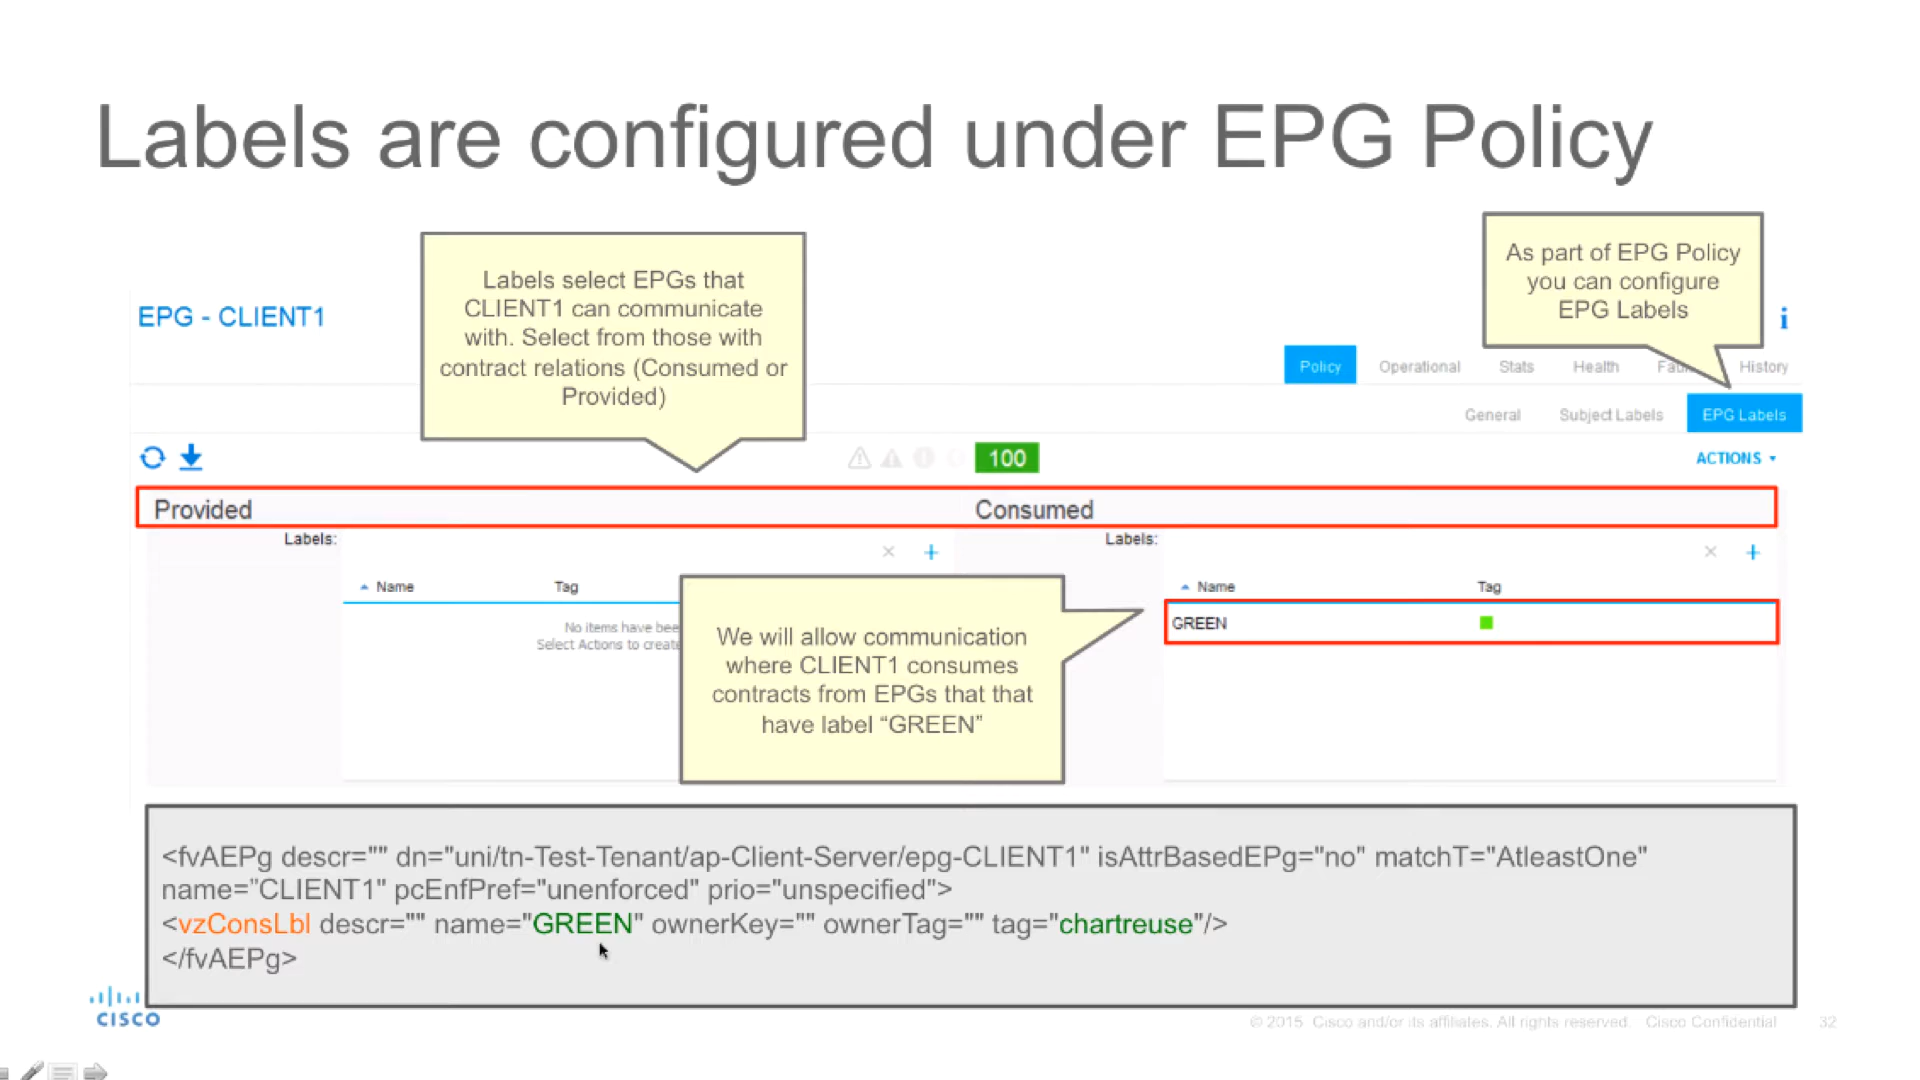 Labels are configured under EPG Policy
As part of EPG Policy
you can configure
EPG Labels
Labels select EPGs that
CLIENT1 can communicate
with. Select from those with
contract relations (Consumed or
Provided)
EPG - CLIENT1
i
Policy Operational Stats Health History
General Subject Labels EPG Labels
100
ACTIONS
Provided Consumed
Labels: Labels:
Name Tag Name Tag
No items have bee
Select Actions to create
GREEN
We will allow communication
where CLIENT1 consumes
contracts from EPGs that that
have label “GREEN”
<fvAEPg descr="" dn="uni/tn-Test-Tenant/ap-Client-Server/epg-CLIENT1" isAttrBasedEPg="no" matchT="AtleastOne"
name="CLIENT1" pcEnfPref="unenforced" prio="unspecified">
<vzConsLbl descr="" name="GREEN" ownerKey="" ownerTag="" tag="chartreuse"/>
</fvAEPg>
CISCO
© 2015 Cisco and/or its affiliates. All rights reserved. Cisco Confidential 32